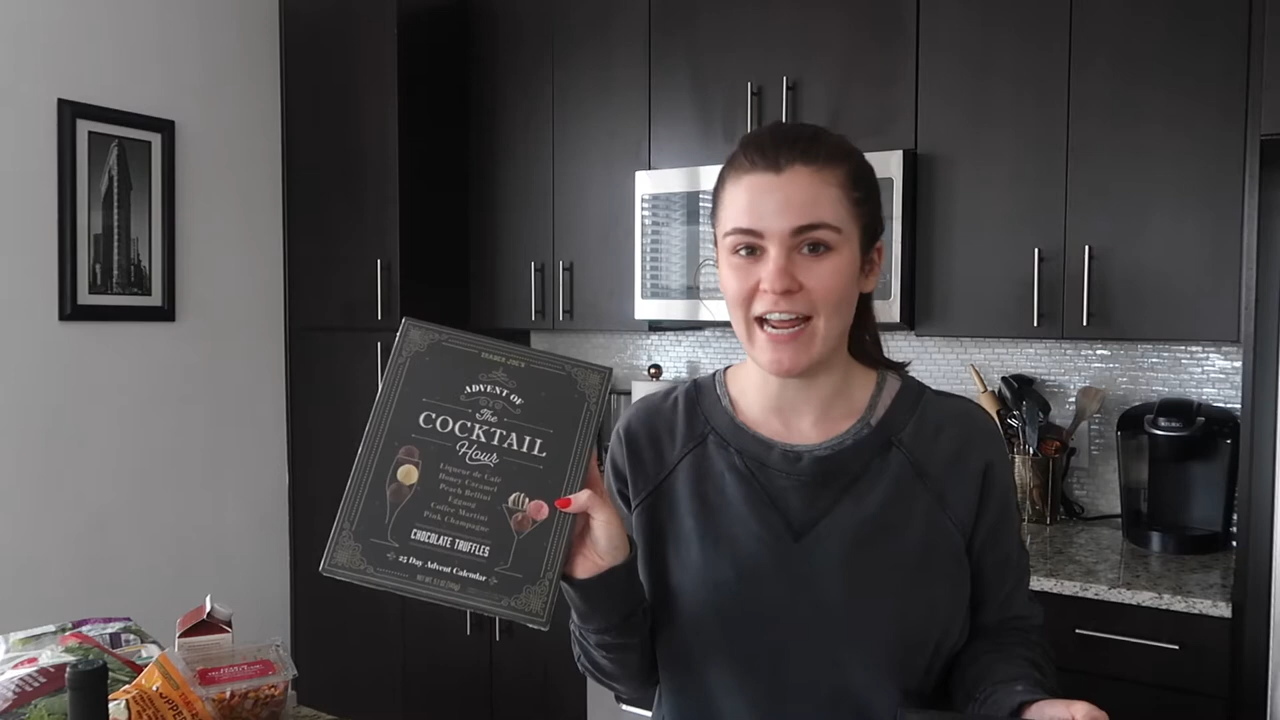 TRADER JOE'S
ADVENT OF
The
COCKTAIL
Hour
Liqueur de Café
Honey Caramel
Peach Bellini
Eggnog
Coffee Martini
Pink Champagne
CHOCOLATE TRUFFLES
25 Day Advent Calendar
KEURIG